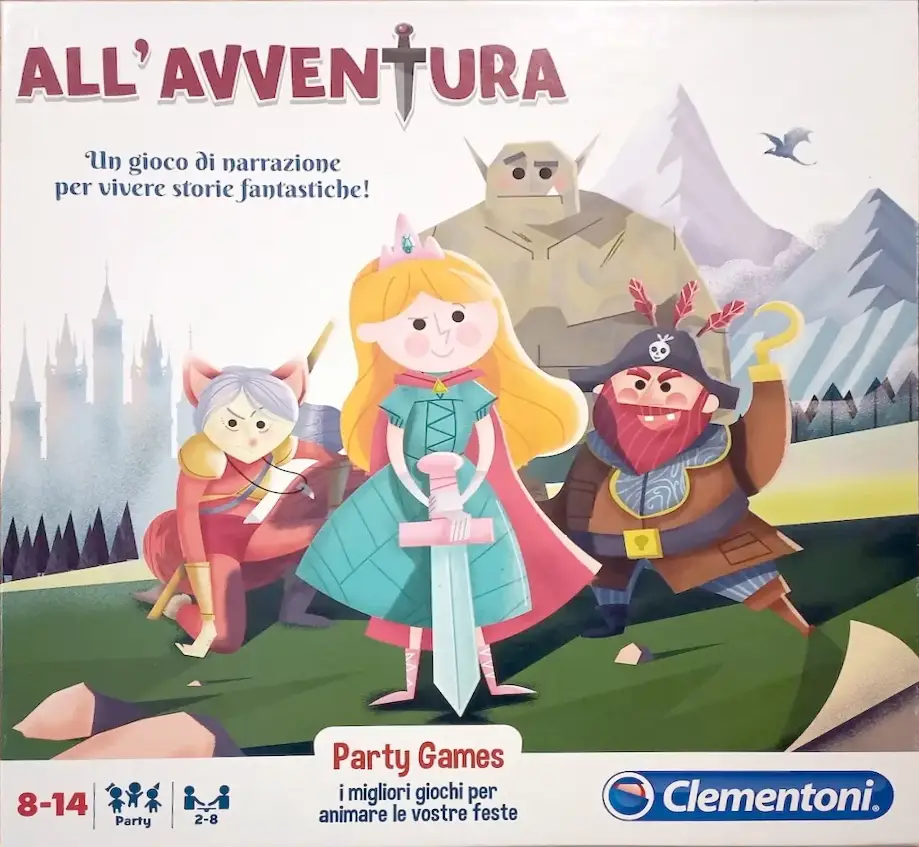 ALL'AVVENTURA
Un gioco di narrazione
per vivere storie fantastiche!
Party Games
i migliori giochi per
animare le vostre feste
8-14
Party
2-8
Clementoni®